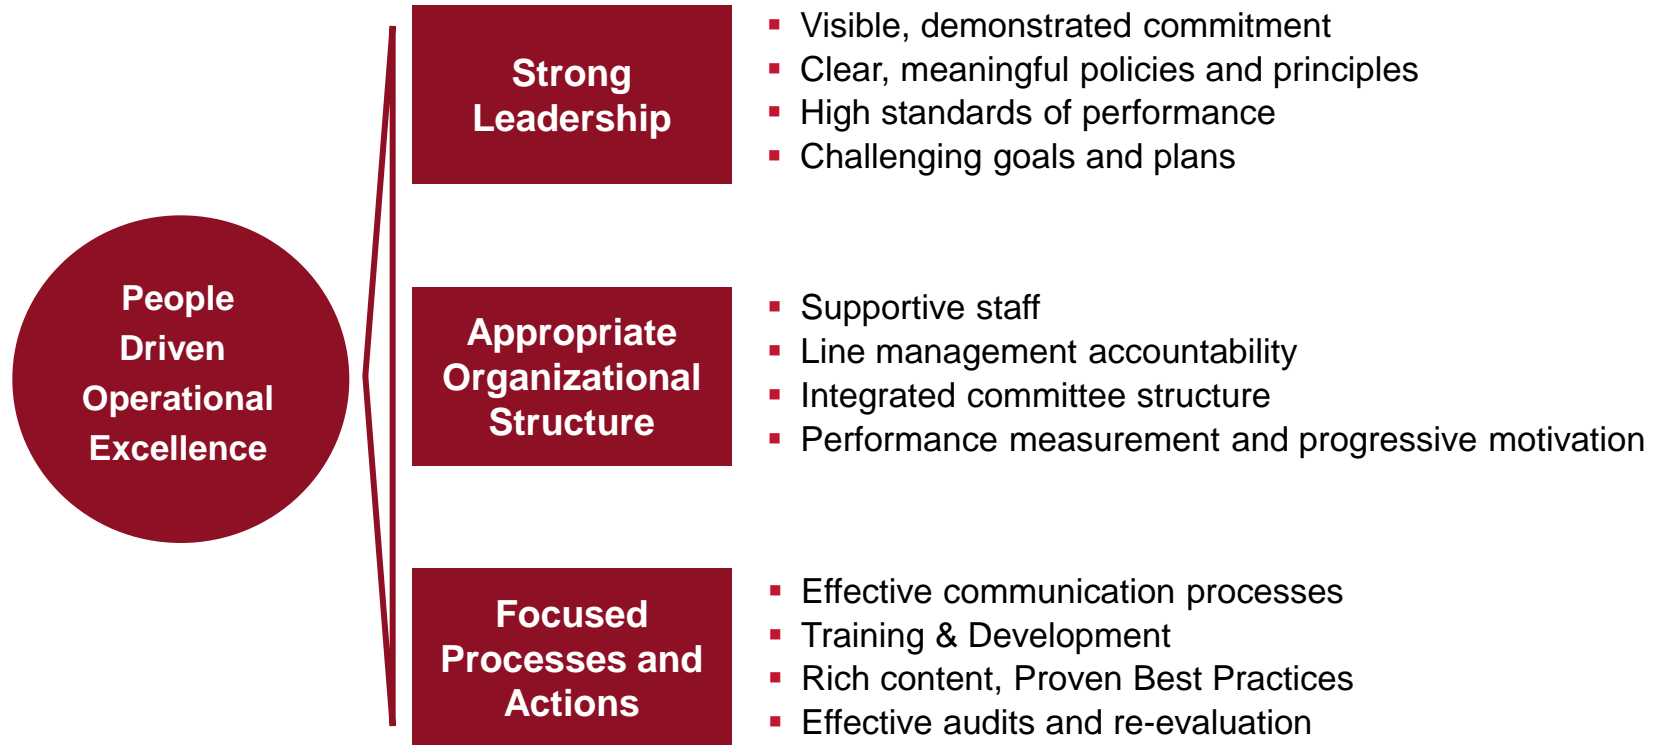 People
Driven
Operational
Excellence
Strong
Leadership
▪ Visible, demonstrated commitment
▪ Clear, meaningful policies and principles
▪ High standards of performance
▪ Challenging goals and plans
Appropriate
Organizational
Structure
▪ Supportive staff
▪ Line management accountability
▪ Integrated committee structure
▪ Performance measurement and progressive motivation
Focused
Processes and
Actions
▪ Effective communication processes
▪ Training & Development
▪ Rich content, Proven Best Practices
▪ Effective audits and re-evaluation